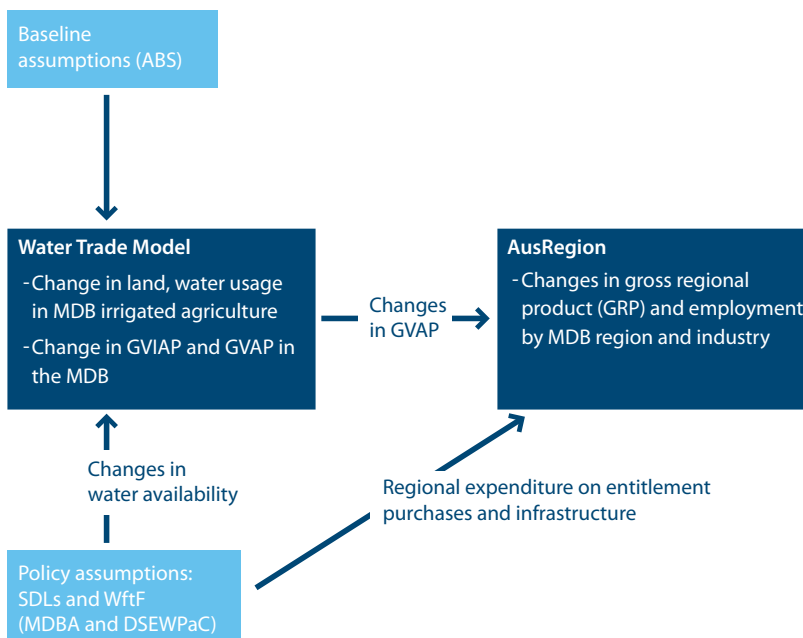 Baseline
assumptions (ABS)
Water Trade Model
-Change in land, water usage
in MDB irrigated agriculture
-Change in GVIAP and GVAP in
the MDB
Changes
in GVAP
AusRegion
-Changes in gross regional
product (GRP) and employment
by MDB region and industry
Changes in
water availability
Regional expenditure on entitlement
purchases and infrastructure
Policy assumptions:
SDLs and WftF
(MDBA and DSEWPaC)